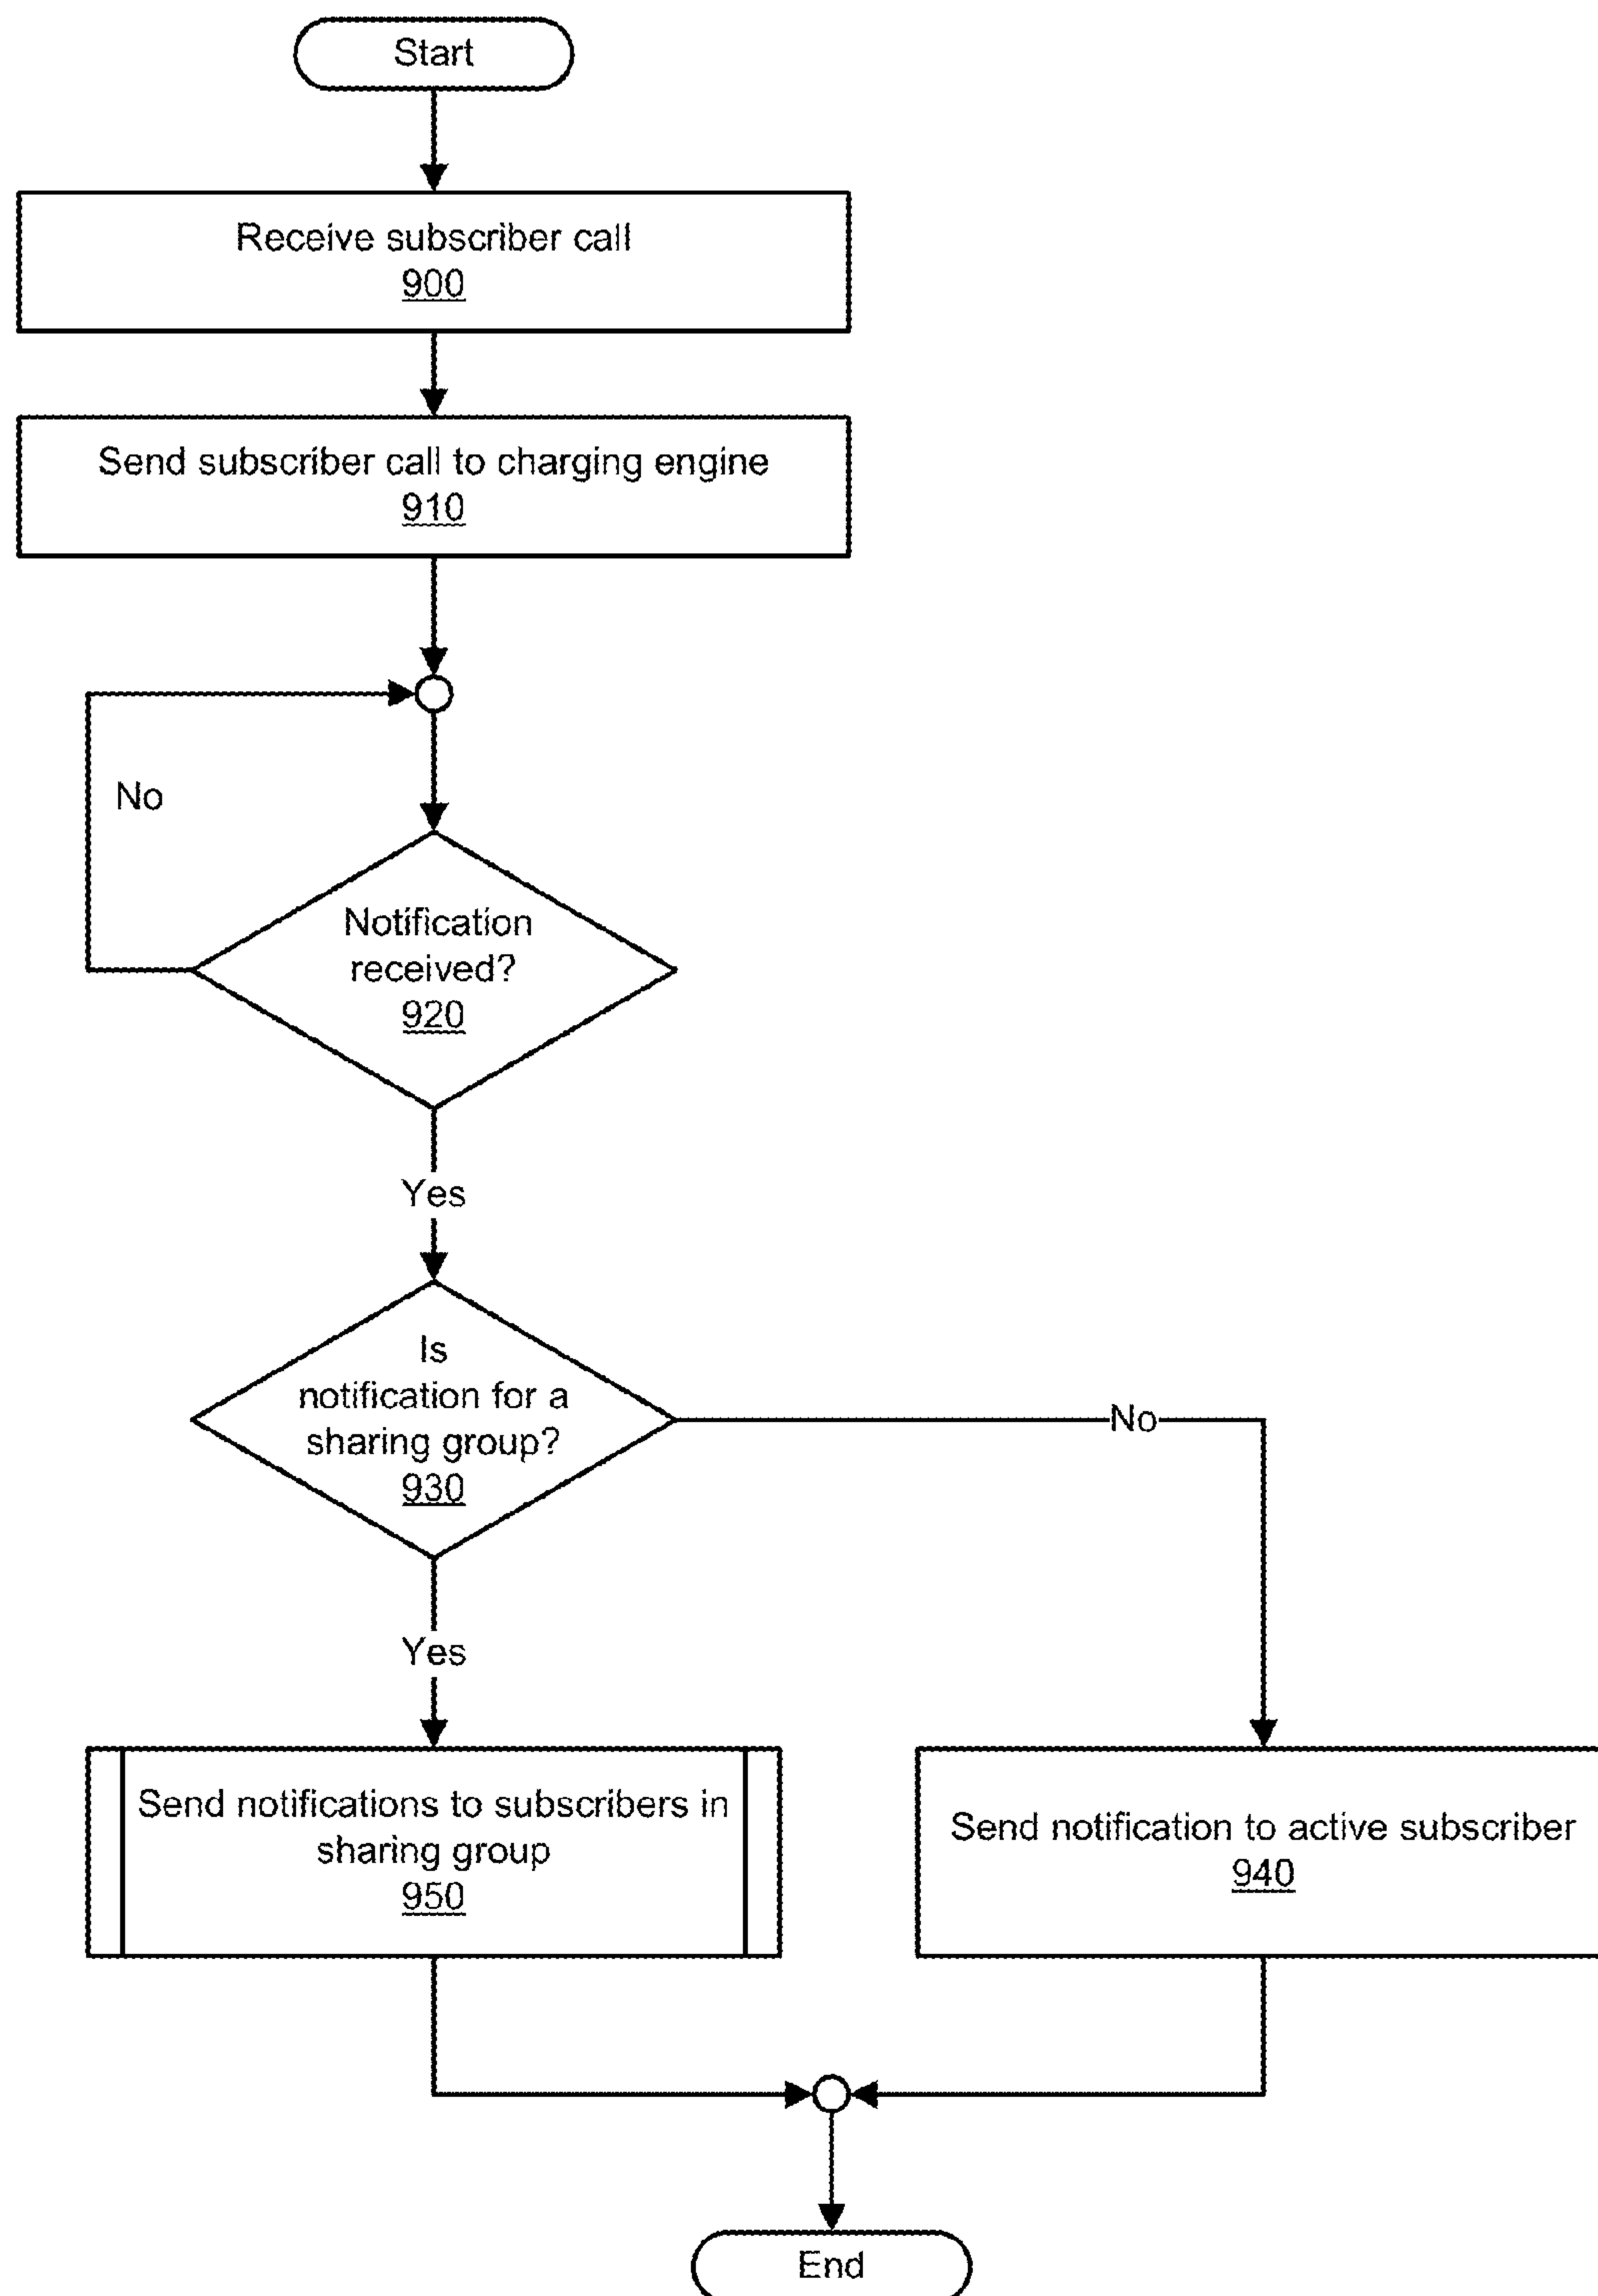 Start
Receive subscriber call
900
Send subscriber call to charging engine
910
No
Notification
received?
920
Yes
Is
notification for a
sharing group?
930
No
Yes
Send notifications to subscribers in
sharing group
950
Send notification to active subscriber
940
End